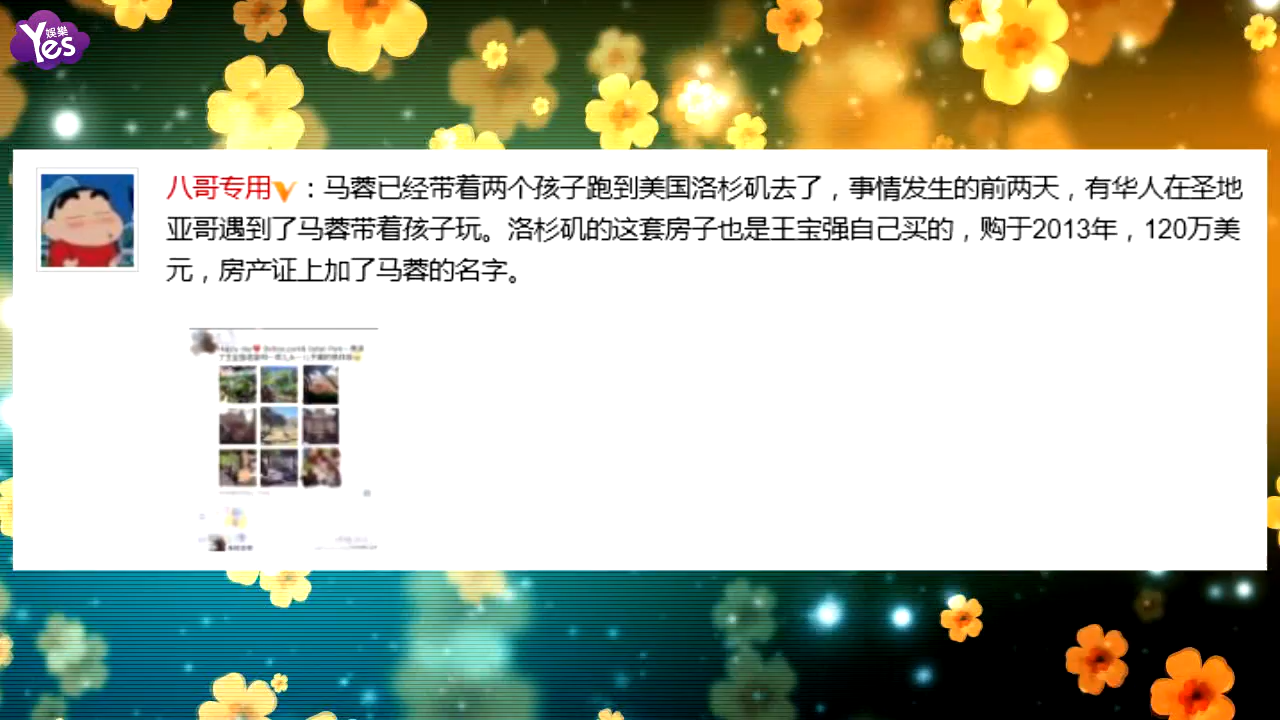 Yes娱樂
八哥专用：马蓉已经带着两个孩子跑到美国洛杉矶去了，事情发生的前两天，有华人在圣地
亚哥遇到了马蓉带着孩子玩。洛杉矶的这套房子也是王宝强自己买的，购于2013年，120万美
元，房产证上加了马蓉的名字。